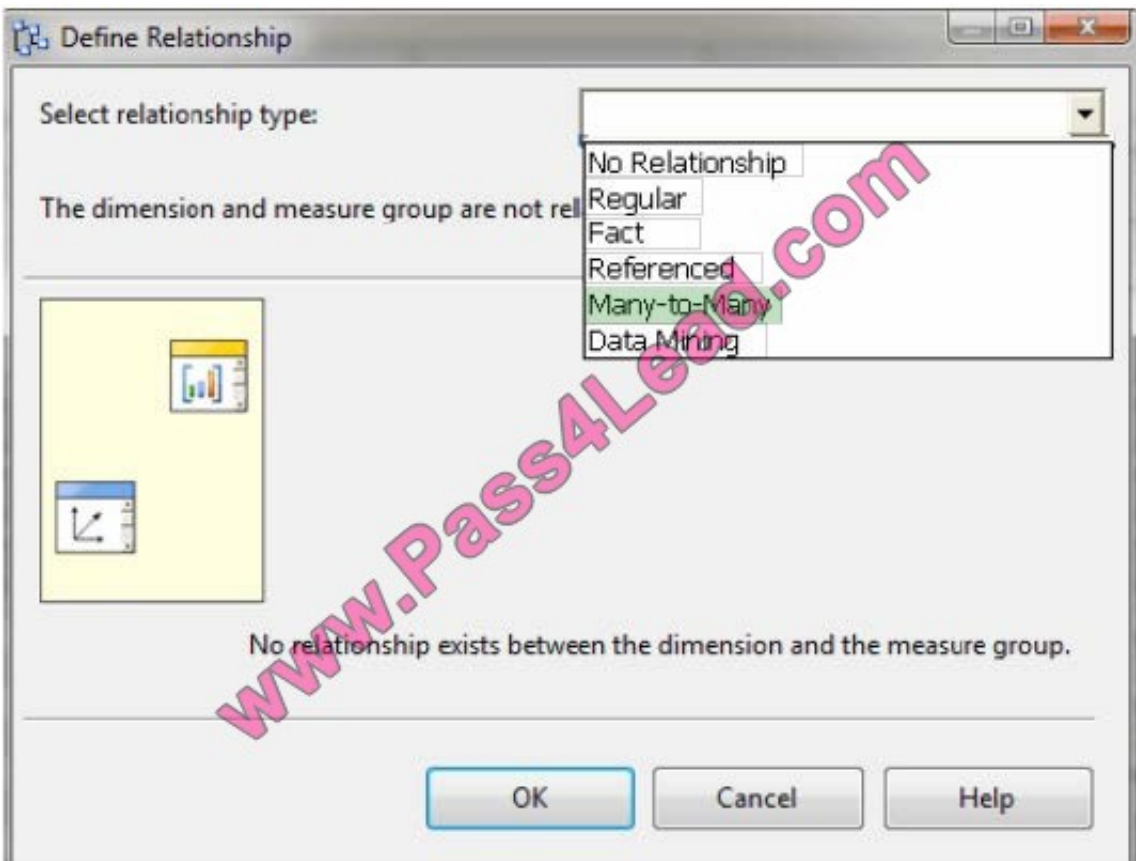 Define Relationship
Select relationship type:
No Relationship
Regular
Fact
Referenced
Many-to-Many
Data Mining
The dimension and measure group are not rel
No relationship exists between the dimension and the measure group.
OK
Cancel
Help
www.Pass4Lead.com